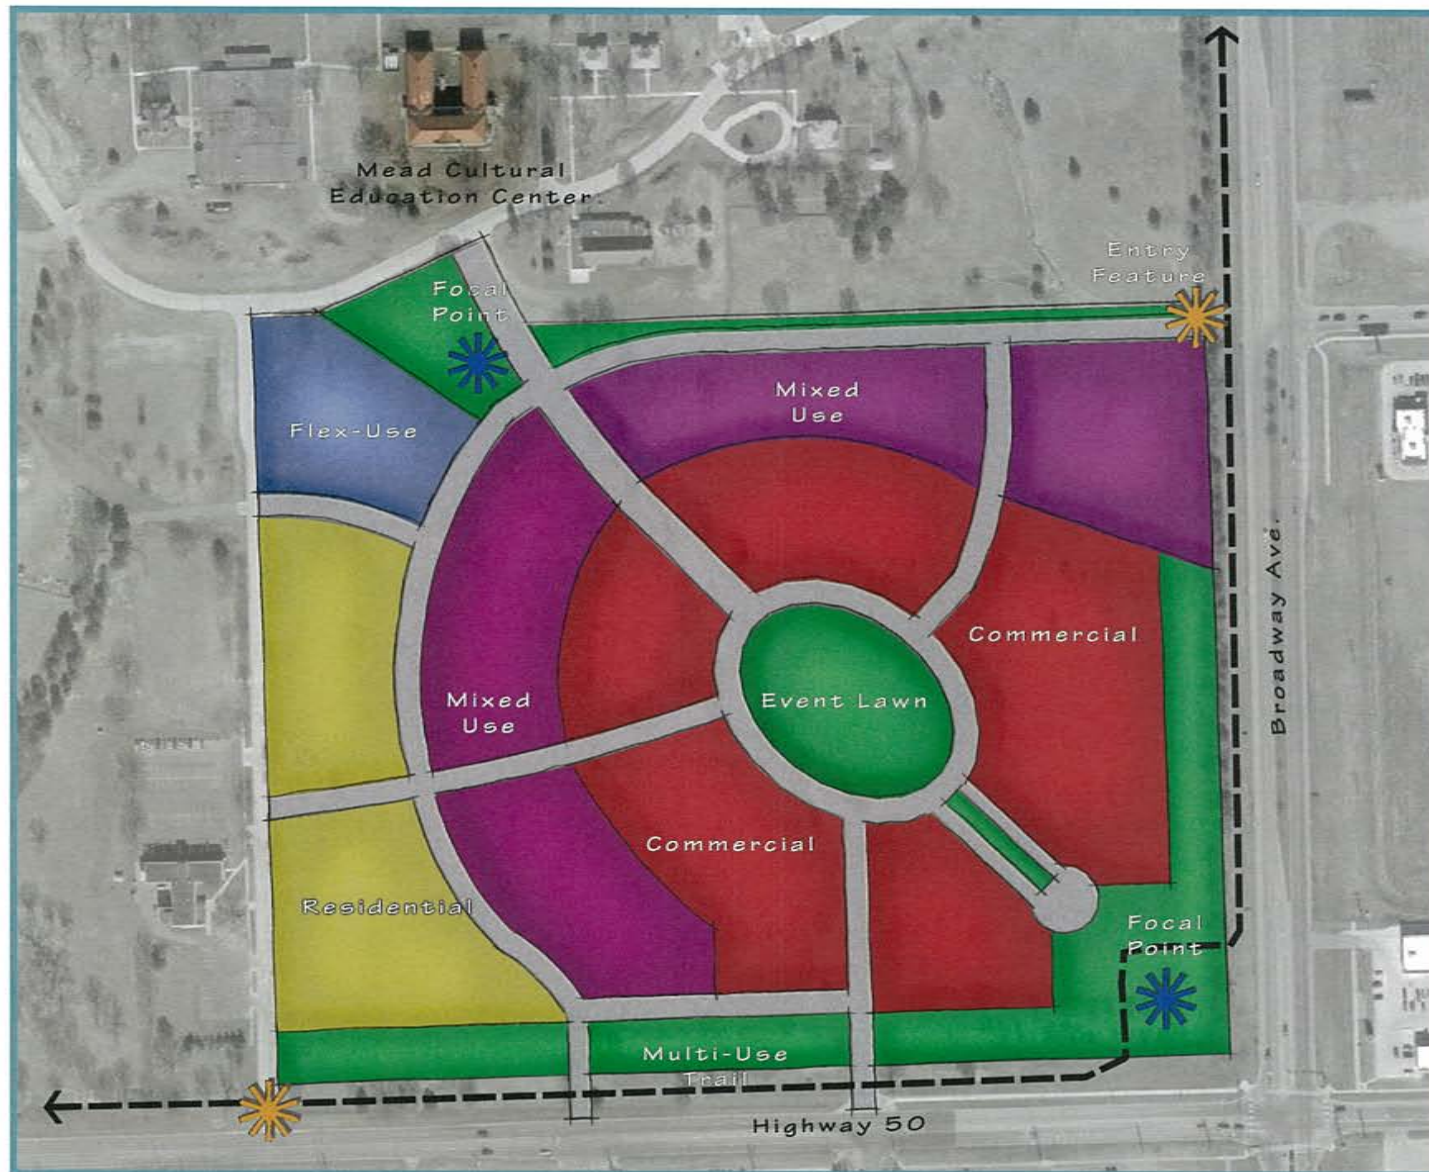 Mead Cultural
Education Center
Entry
Feature
Focal
Point
Mixed
Use
Flex-Use
Broadway Ave.
Commercial
Event Lawn
Mixed
Use
Commercial
Residential
Focal
Point
Multi-Use
Trail
Highway 50